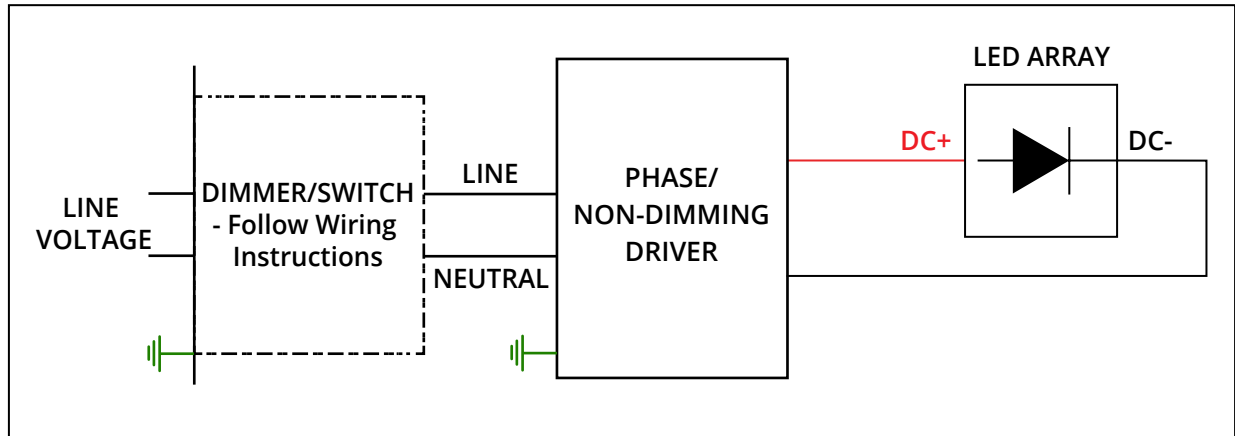 LED ARRAY
DC+
DC-
LINE
VOLTAGE
DIMMER/SWITCH
- Follow Wiring
Instructions
LINE
NEUTRAL
PHASE/
NON-DIMMING
DRIVER